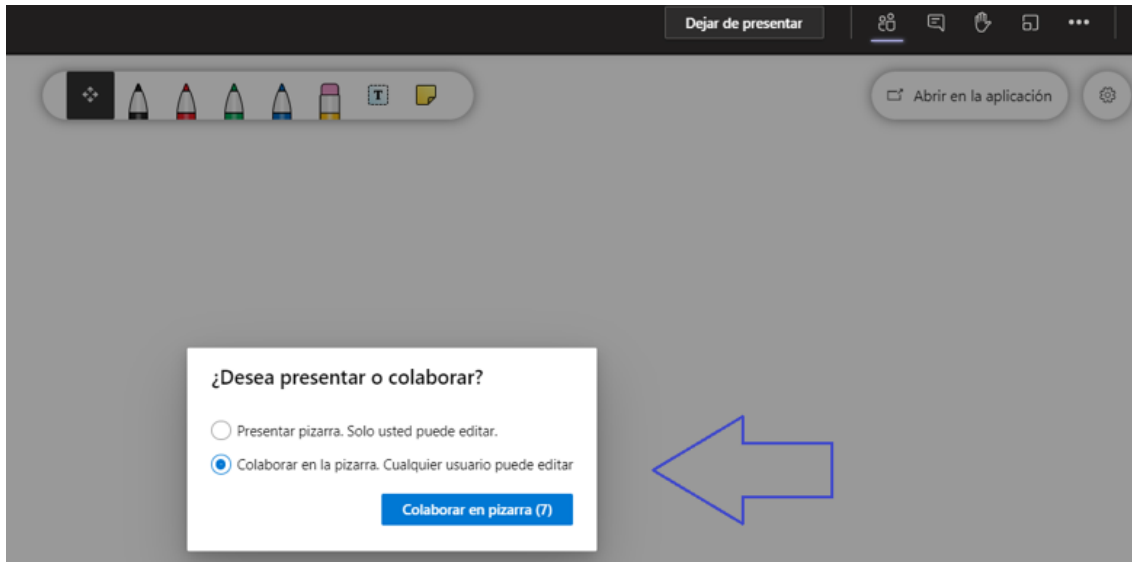 Dejar de presentar
T
Abrir en la aplicación
¿Desea presentar o colaborar?
Presentar pizarra. Solo usted puede editar.
Colaborar en la pizarra. Cualquier usuario puede editar
Colaborar en pizarra (7)